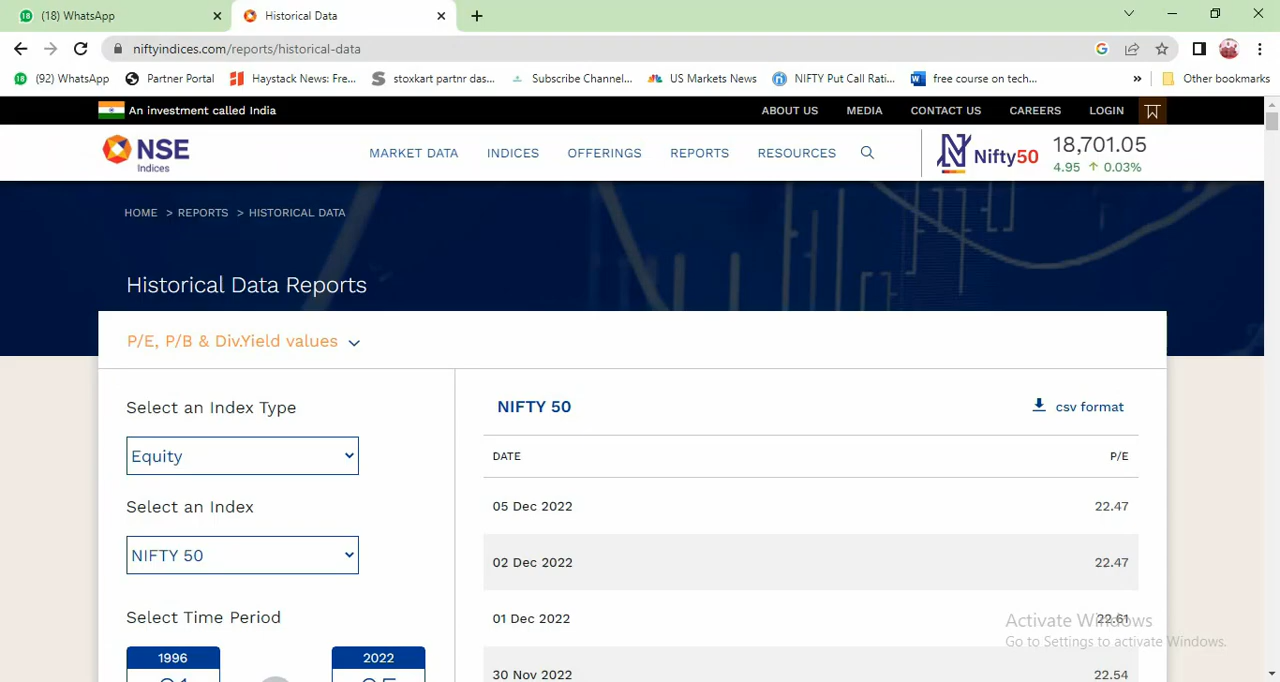 (18) WhatsApp
Historical Data
niftyindices.com/reports/historical-data
(92) WhatsApp Partner Portal Haystack News: Fre... stoxkart partnr das... Subscribe Channel,... US Markets News NIFTY Put Call Rati... free course on tech... » Other bookmarks
An investment called India ABOUT US MEDIA CONTACT US CAREERS LOGIN
NSE Indices MARKET DATA INDICES OFFERINGS REPORTS RESOURCES Nifty50 18,701.05
4.95 ↑ 0.03%
HOME > REPORTS > HISTORICAL DATA
Historical Data Reports
P/E, P/B & Div.Yield values
Select an Index Type
Equity
Select an Index
NIFTY 50
Select Time Period
1996 2022
NIFTY 50 csv format
DATE P/E
05 Dec 2022 22.47
02 Dec 2022 22.47
01 Dec 2022 22.61
30 Nov 2022 22.54
Activate Windows
Go to Settings to activate Windows.